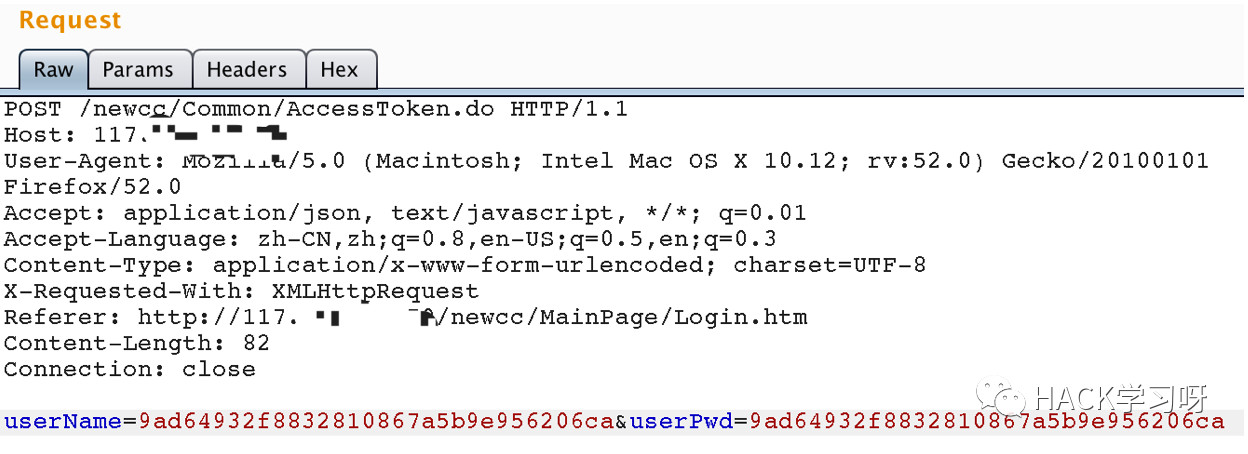 Request
Raw Params Headers Hex
POST /newcc/Common/AccessToken.do HTTP/1.1
Host: 117.
User-Agent: Mozilla/5.0 (Macintosh; Intel Mac OS X 10.12; rv:52.0) Gecko/20100101
Firefox/52.0
Accept: application/json, text/javascript, */*; q=0.01
Accept-Language: zh-CN,zh;q=0.8,en-US;q=0.5,en;q=0.3
Content-Type: application/x-www-form-urlencoded; charset=UTF-8
X-Requested-With: XMLHttpRequest
Referer: http://117. /newcc/MainPage/Login.htm
Content-Length: 82
Connection: close
HACK学习呀
userName=9ad64932f8832810867a5b9e956206ca&userPwd=9ad64932f8832810867a5b9e956206ca